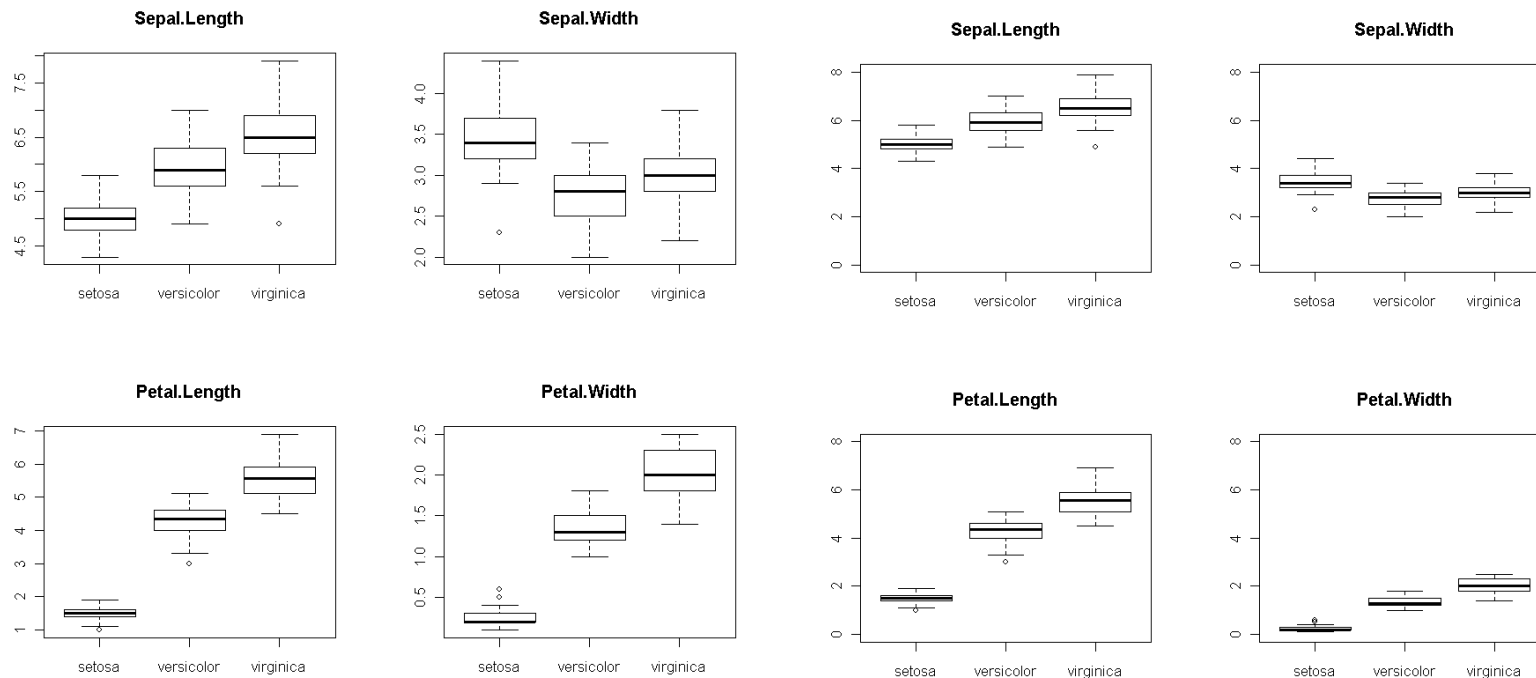 Sepal.Length
7.5
6.5
5.5
4.5
setosa versicolor virginica
Sepal.Width
4.0
3.5
3.0
2.5
2.0
setosa versicolor virginica
Sepal.Length
8
6
4
2
0
setosa versicolor virginica
Sepal.Width
8
6
4
2
0
setosa versicolor virginica
Petal.Length
7
6
5
4
3
2
1
setosa versicolor virginica
Petal.Width
2.5
2.0
1.5
1.0
0.5
setosa versicolor virginica
Petal.Length
8
6
4
2
0
setosa versicolor virginica
Petal.Width
8
6
4
2
0
setosa versicolor virginica